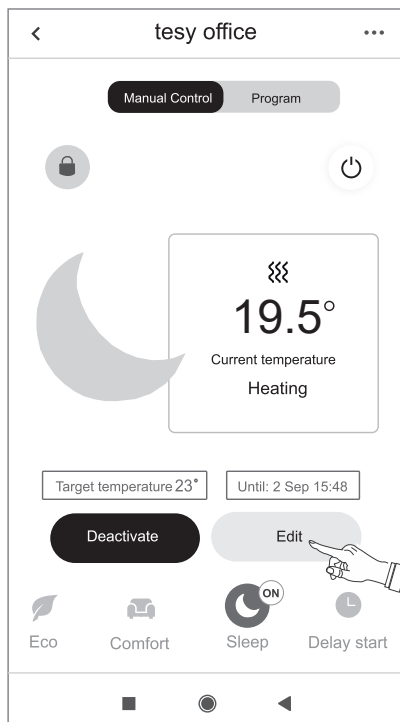 tesy office
Manual Control Program
19.5°
Current temperature
Heating
Target temperature 23° Until: 2 Sep 15:48
Deactivate Edit
ON
Eco Comfort Sleep Delay start